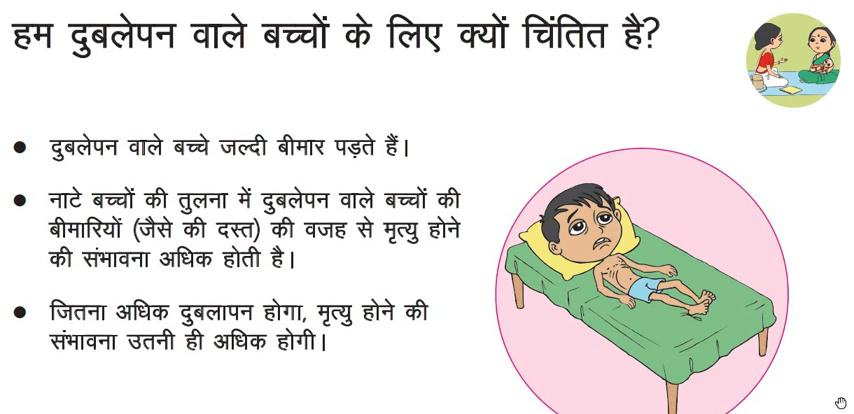 हम दुबलेपन वाले बच्चों के लिए क्यों चिंतित है?
● दुबलेपन वाले बच्चे जल्दी बीमार पड़ते हैं।
● नाटे बच्चों की तुलना में दुबलेपन वाले बच्चों की
बीमारियों (जैसे की दस्त) की वजह से मृत्यु होने
की संभावना अधिक होती है।
● जितना अधिक दुबलापन होगा, मृत्यु होने की
संभावना उतनी ही अधिक होगी।